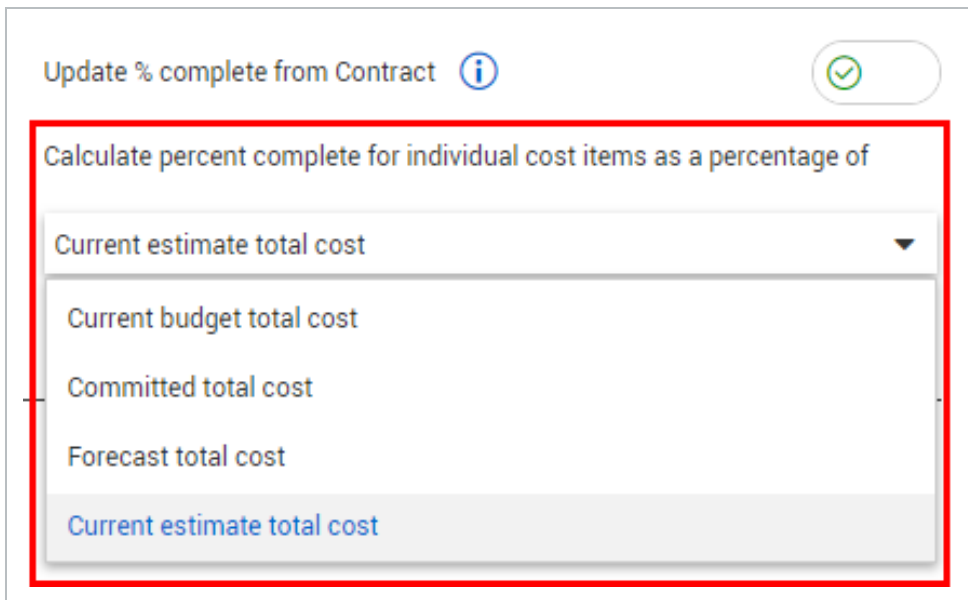 Update % complete from Contract
Calculate percent complete for individual cost items as a percentage of
Current estimate total cost
Current budget total cost
Committed total cost
Forecast total cost
Current estimate total cost